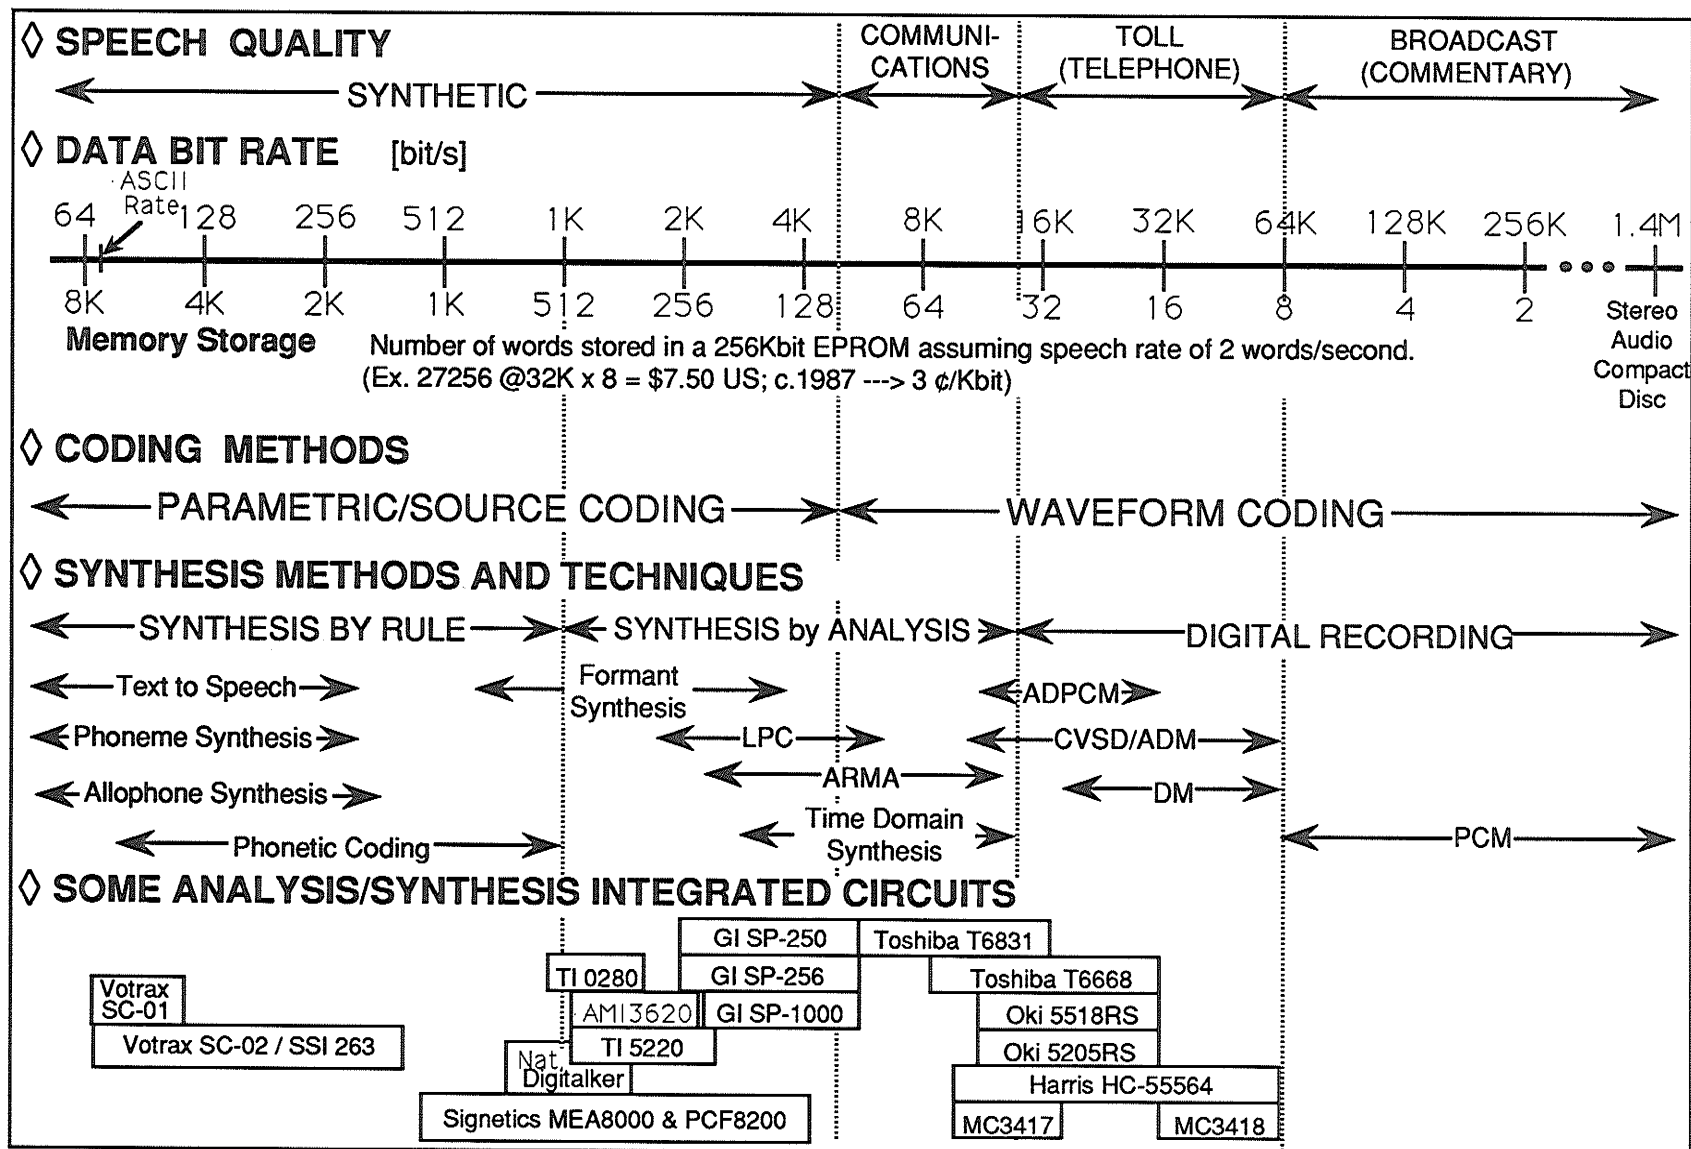 ◊ SPEECH QUALITY
COMMUNI-
CATIONS
TOLL
(TELEPHONE)
BROADCAST
(COMMENTARY)
SYNTHETIC
◊ DATA BIT RATE [bit/s]
ASCII
Rate
64 128 256 512 1K 2K 4K 8K 16K 32K 64K 128K 256K 1.4M
8K 4K 2K 1K 512 256 128 64 32 16 8 4 2
Stereo
Audio
Compact
Disc
Memory Storage
Number of words stored in a 256Kbit EPROM assuming speech rate of 2 words/second.
(Ex. 27256 @32K x 8 = $7.50 US; c.1987 ---> 3 ¢/Kbit)
◊ CODING METHODS
PARAMETRIC/SOURCE CODING
WAVEFORM CODING
◊ SYNTHESIS METHODS AND TECHNIQUES
SYNTHESIS BY RULE
SYNTHESIS by ANALYSIS
DIGITAL RECORDING
Text to Speech
Formant
Synthesis
ADPCM
Phoneme Synthesis
LPC
CVSD/ADM
ARMA
Allophone Synthesis
DM
Time Domain
Synthesis
Phonetic Coding
PCM
◊ SOME ANALYSIS/SYNTHESIS INTEGRATED CIRCUITS
GI SP-250
Toshiba T6831
TI 0280
GI SP-256
Toshiba T6668
Votrax
SC-01
AMI3620
GI SP-1000
Oki 5518RS
Votrax SC-02 / SSI 263
TI 5220
Oki 5205RS
Nat.
Digitalker
Harris HC-55564
Signetics MEA8000 & PCF8200
MC3417
MC3418